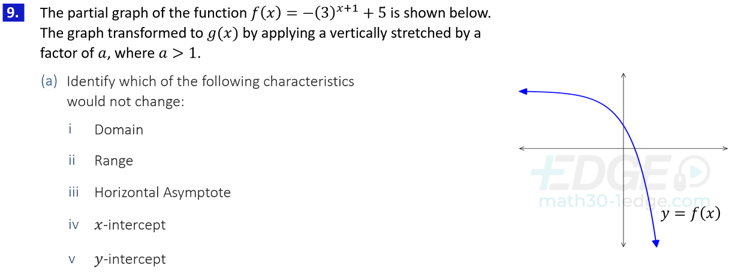 9. The partial graph of the function f(x) = −(3)^{x+1} + 5 is shown below.
The graph transformed to g(x) by applying a vertically stretched by a
factor of a, where a > 1.
(a) Identify which of the following characteristics
would not change:
i Domain
ii Range
iii Horizontal Asymptote
iv x-intercept
v y-intercept
+EDGE
math30-1edge.com
y = f(x)